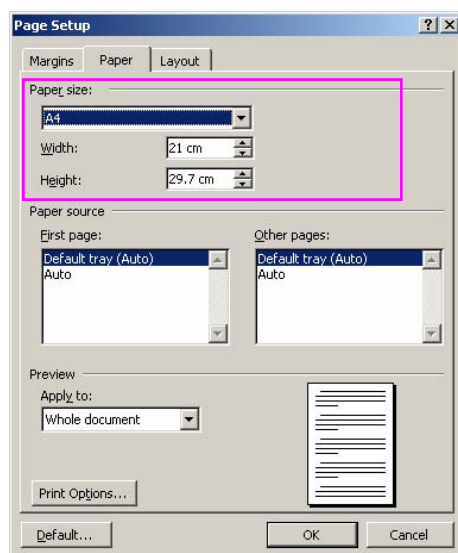 Page Setup
Margins Paper Layout
Paper size:
A4
Width: 21 cm
Height: 29.7 cm
Paper source
First page: Other pages:
Default tray (Auto) Default tray (Auto)
Auto Auto
Preview
Apply to:
Whole document
Print Options...
Default... OK Cancel